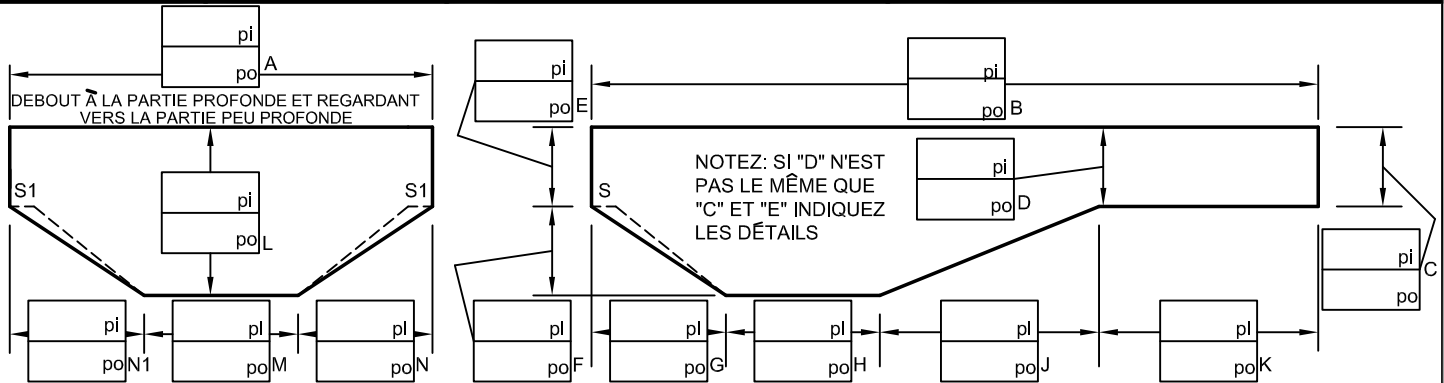 pi
po A
DEBOUT À LA PARTIE PROFONDE ET REGARDANT
VERS LA PARTIE PEU PROFONDE
S1
S1
pi
po L
pi
po N1
pl
po M
pl
po N
pi
po E
pl
po F
pi
po B
S
NOTEZ: SI "D" N'EST
PAS LE MÊME QUE
"C" ET "E" INDIQUEZ
LES DÉTAILS
pi
po D
pi
po C
pl
po G
pl
po H
pl
po J
pl
po K